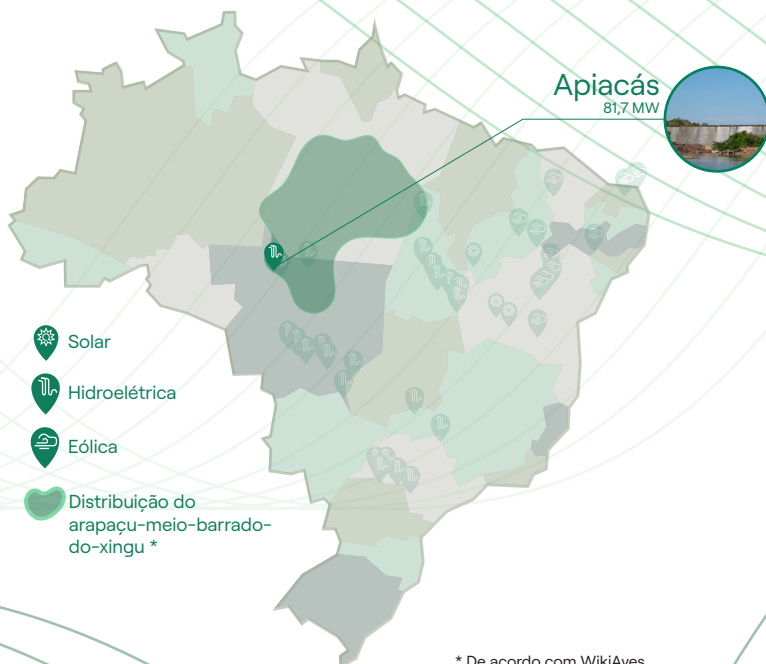 Apiacás
81,7 MW
Solar
Hidroelétrica
Eólica
Distribuição do
arapaçu-meio-barrado-
do-xingu *
* De acordo com WikiAves